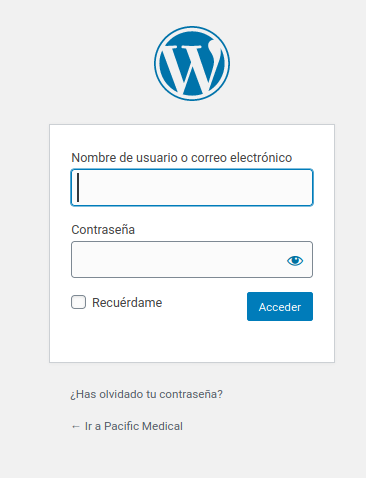 Nombre de usuario o correo electrónico
Contraseña
Recuérdame
Acceder
¿Has olvidado tu contraseña?
← Ir a Pacific Medical